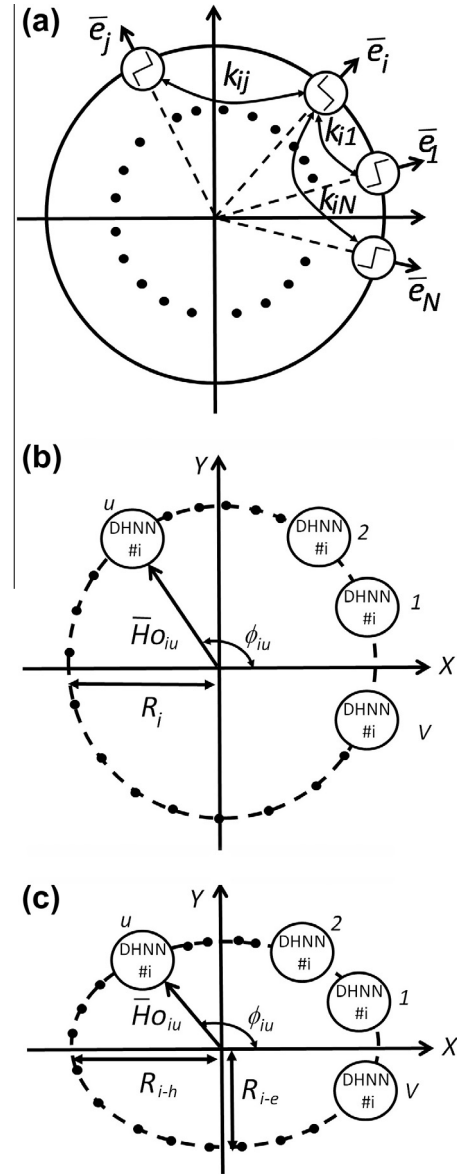 (a)
e̅j
e̅i
kij
ki1
e̅1
kiN
e̅N
(b)
Y
u
DHNN #i
2
DHNN #i
1
DHNN #i
H̅oiu
ϕiu
X
Ri
V
DHNN #i
(c)
Y
u
DHNN #i
2
DHNN #i
1
DHNN #i
H̅oiu
ϕiu
X
Ri-h
Ri-e
V
DHNN #i